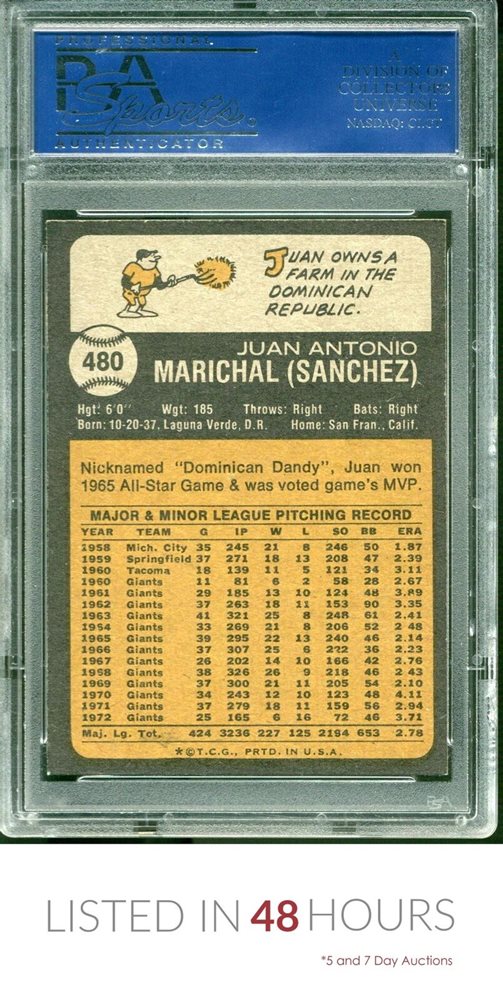 PROFESSIONAL
PSA
Sports
AUTHENTICATOR
A
DIVISION OF
COLLECTORS
UNIVERSE
NASDAQ: CLCT
JUAN OWNS A
FARM IN THE
DOMINICAN
REPUBLIC.
480
JUAN ANTONIO
MARICHAL (SANCHEZ)
Hgt: 6'0" Wgt: 185 Throws: Right Bats: Right
Born: 10-20-37, Laguna Verde, D.R. Home: San Fran., Calif.
Nicknamed "Dominican Dandy", Juan won
1965 All-Star Game & was voted game's MVP.
MAJOR & MINOR LEAGUE PITCHING RECORD
YEAR TEAM G IP W L SO BB ERA
1958 Mich. City 35 245 21 8 246 50 1.87
1959 Springfield 37 271 18 13 208 47 2.39
1960 Tacoma 18 139 11 5 121 34 3.11
1960 Giants 11 81 6 2 58 28 2.67
1961 Giants 29 185 13 10 124 48 3.89
1962 Giants 37 263 18 11 153 90 3.35
1963 Giants 41 321 25 8 248 61 2.41
1964 Giants 33 269 21 8 206 52 2.48
1965 Giants 39 295 22 13 240 46 2.14
1966 Giants 37 307 25 6 222 36 2.23
1967 Giants 26 202 14 10 166 42 2.76
1968 Giants 38 326 26 9 218 46 2.43
1969 Giants 37 300 21 11 205 54 2.10
1970 Giants 34 243 12 10 123 48 4.11
1971 Giants 37 279 18 11 159 56 2.94
1972 Giants 25 165 6 16 72 46 3.71
Maj. Lg. Tot. 424 3236 227 125 2194 653 2.78
*©T.C.G., PRTD. IN U.S.A.
PSA
LISTED IN 48 HOURS
*5 and 7 Day Auctions